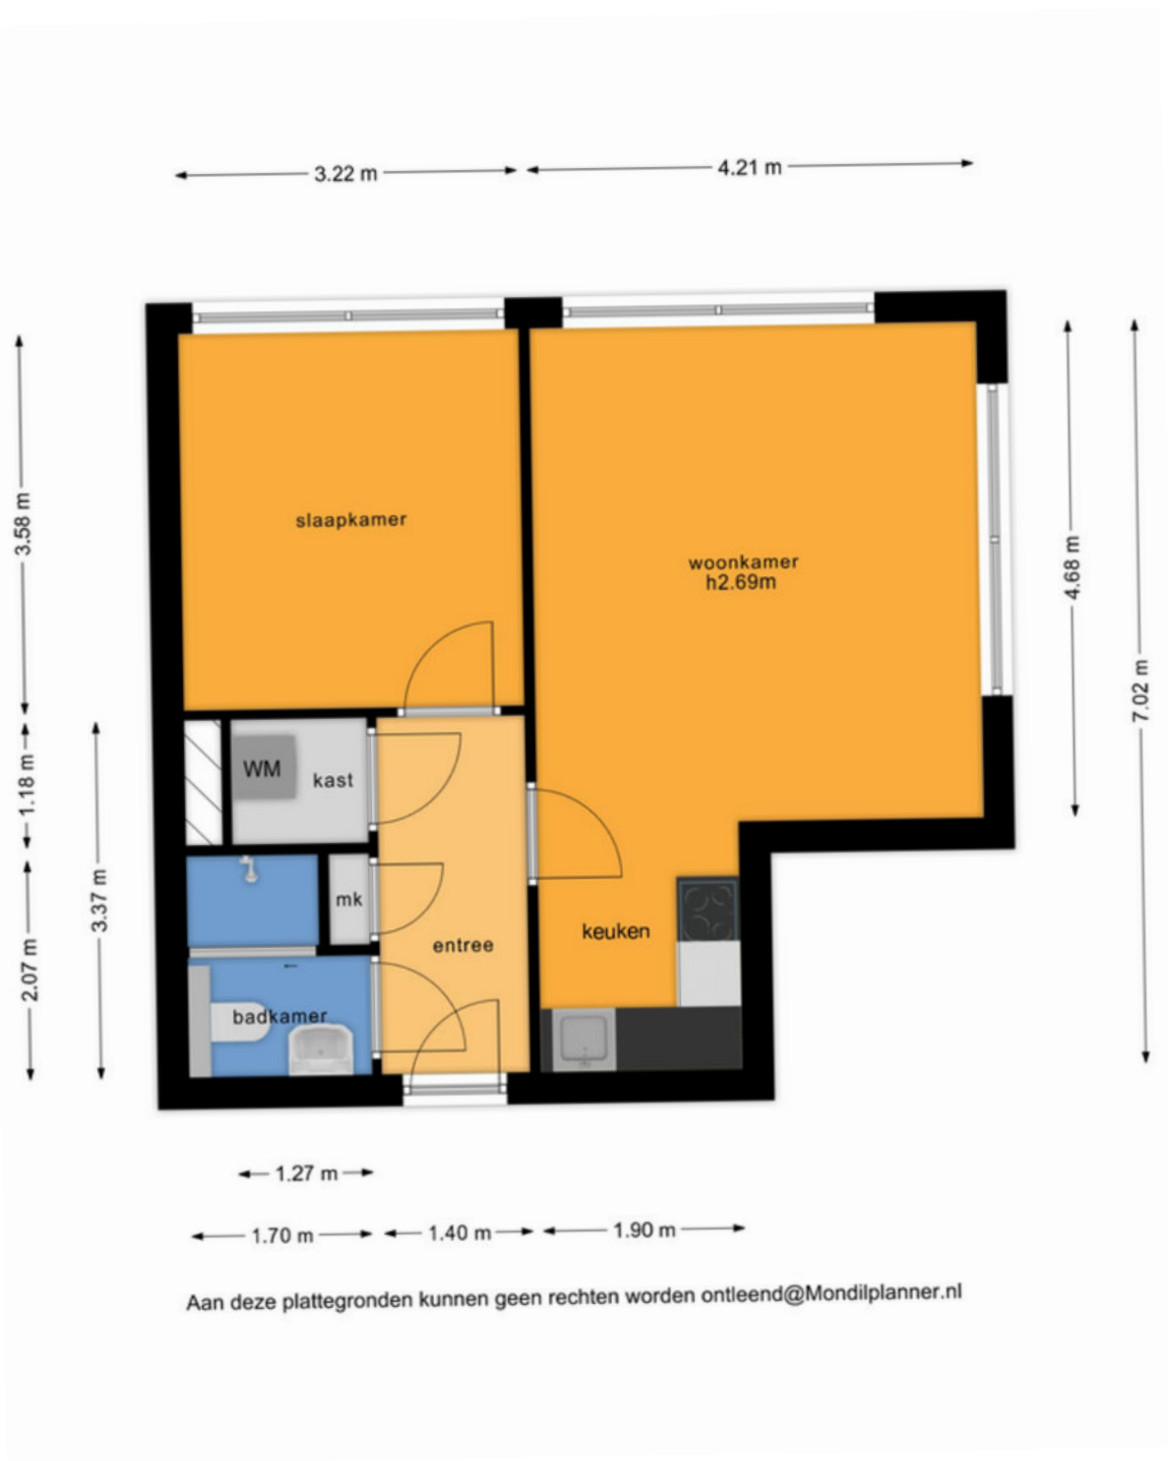 3.22 m
4.21 m
3.58 m
slaapkamer
woonkamer
h2.69m
4.68 m
7.02 m
WM
kast
1.18 m
mk
3.37 m
keuken
entree
2.07 m
badkamer
1.27 m
1.70 m
1.40 m
1.90 m
Aan deze plattegronden kunnen geen rechten worden ontleend@Mondilplanner.nl